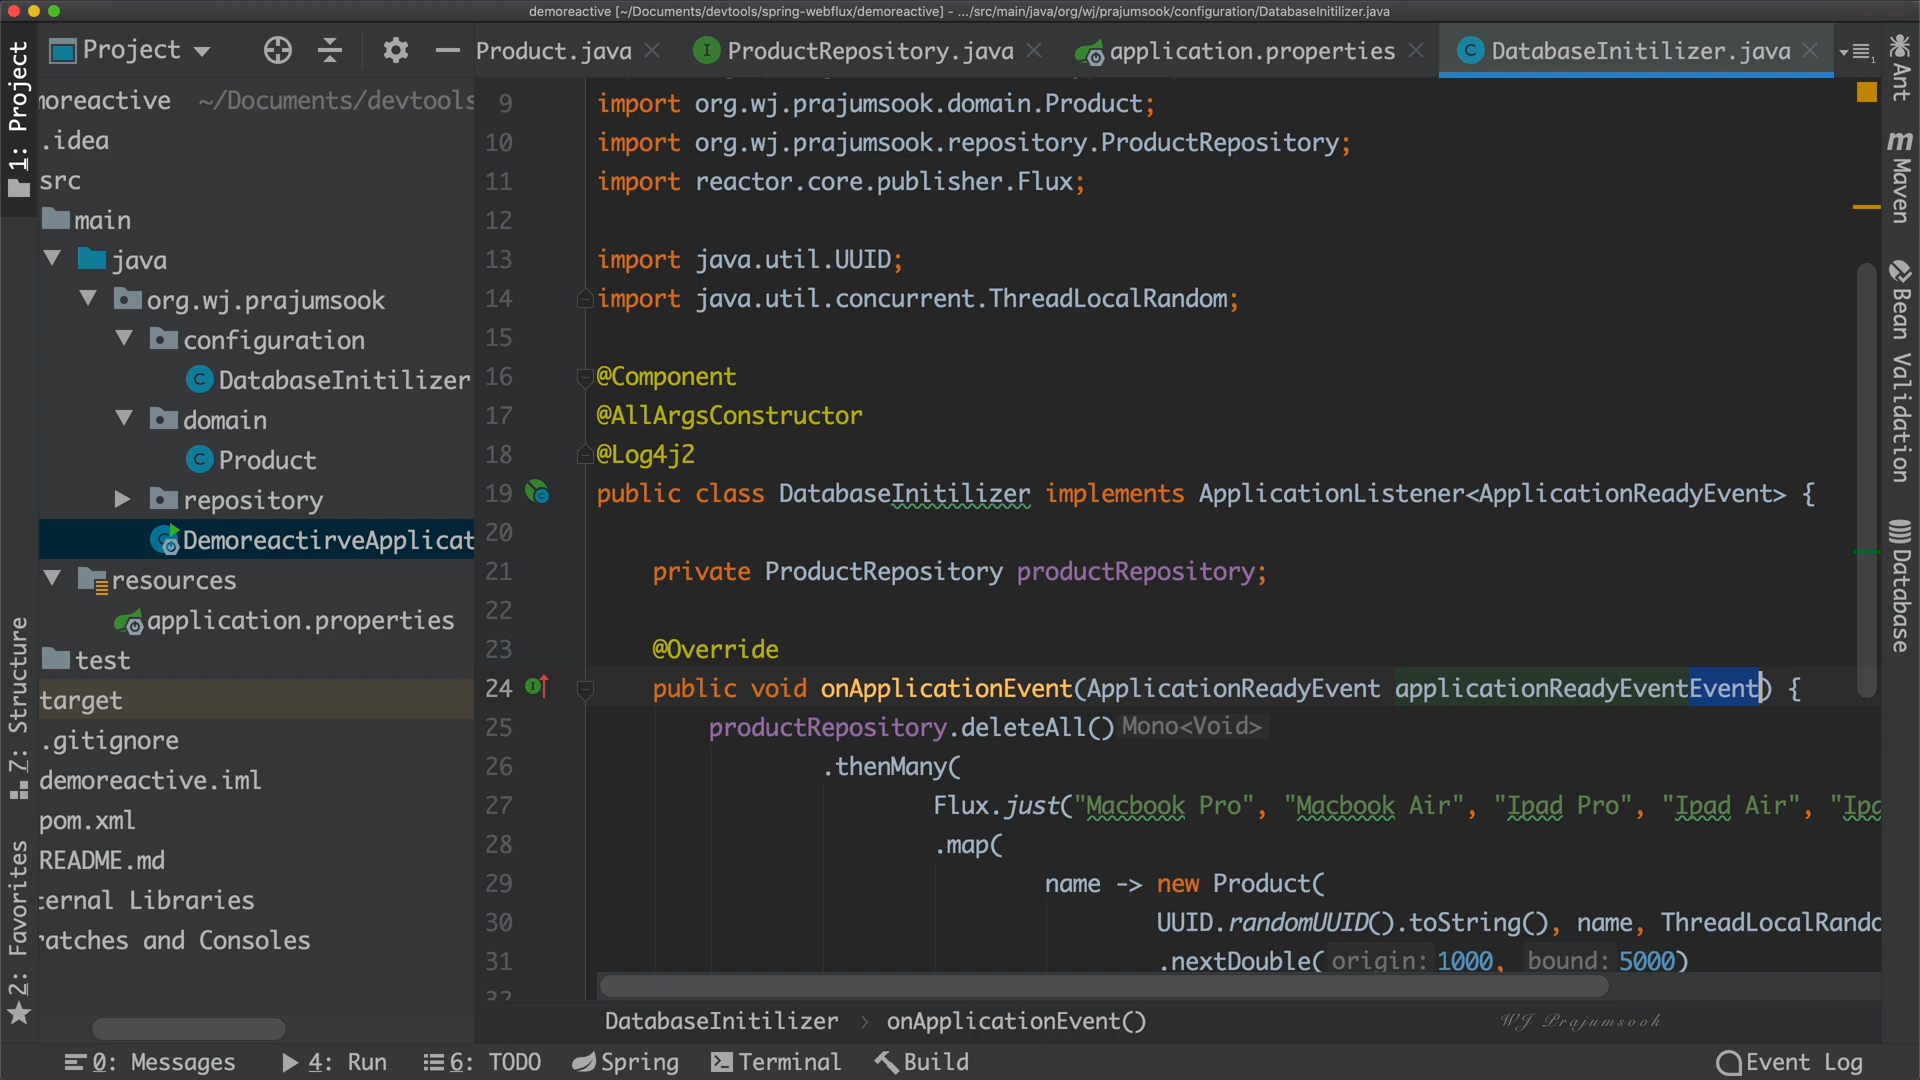 demoreactive [~/Documents/devtools/spring-webflux/demoreactive] - .../src/main/java/org/wj/prajumsook/configuration/DatabaseInitilizer.java
Project
Product.java
ProductRepository.java
application.properties
DatabaseInitilizer.java
1: Project
7: Structure
2: Favorites
moreactive ~/Documents/devtools
.idea
src
main
java
org.wj.prajumsook
configuration
DatabaseInitilizer
domain
Product
repository
DemoreactirveApplicat
resources
application.properties
test
target
.gitignore
demoreactive.iml
pom.xml
README.md
ternal Libraries
ratches and Consoles
9 import org.wj.prajumsook.domain.Product;
10 import org.wj.prajumsook.repository.ProductRepository;
11 import reactor.core.publisher.Flux;
12
13 import java.util.UUID;
14 import java.util.concurrent.ThreadLocalRandom;
15
16 @Component
17 @AllArgsConstructor
18 @Log4j2
19 public class DatabaseInitilizer implements ApplicationListener<ApplicationReadyEvent> {
20
21 private ProductRepository productRepository;
22
23 @Override
24 public void onApplicationEvent(ApplicationReadyEvent applicationReadyEventEvent) {
25 productRepository.deleteAll() Mono<Void>
26 .thenMany(
27 Flux.just("Macbook Pro", "Macbook Air", "Ipad Pro", "Ipad Air", "Ipa
28 .map(
29 name -> new Product(
30 UUID.randomUUID().toString(), name, ThreadLocalRando
31 .nextDouble( origin: 1000, bound: 5000)
32
DatabaseInitilizer › onApplicationEvent()
WJ Prajumsook
Ant
Maven
Bean Validation
Database
0: Messages
4: Run
6: TODO
Spring
Terminal
Build
Event Log